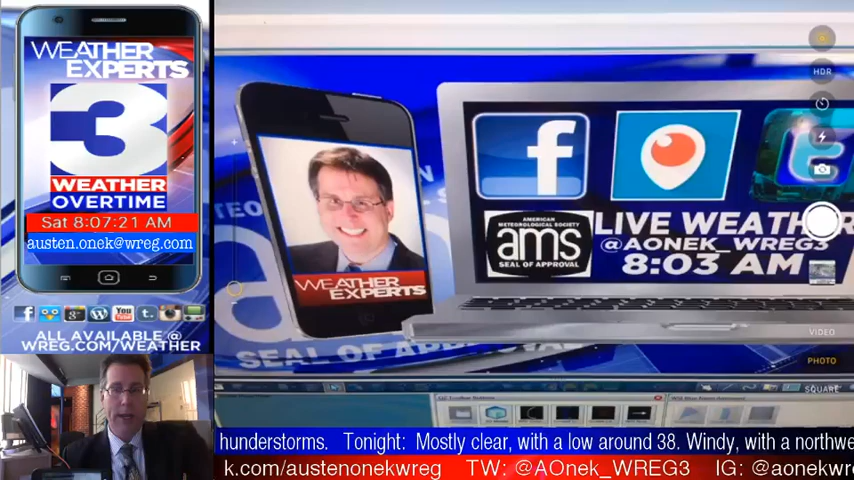 WEATHER
EXPERTS
3
WEATHER
OVERTIME
Sat 8:07:21 AM
austen.onek@wreg.com
You
Tube
ALL AVAILABLE @
WREG.COM/WEATHER
HDR
WEATHER
EXPERTS
AMERICAN
METEOROLOGICAL SOCIETY
ams
SEAL OF APPROVAL
LIVE WEATHER
@AONEK_WREG3
8:03 AM
SEAL OF APPROVAL
VIDEO
PHOTO
SQUARE
hunderstorms. Tonight: Mostly clear, with a low around 38. Windy, with a northwe
k.com/austenonekwreg TW: @AOnek_WREG3 IG: @aonekwre